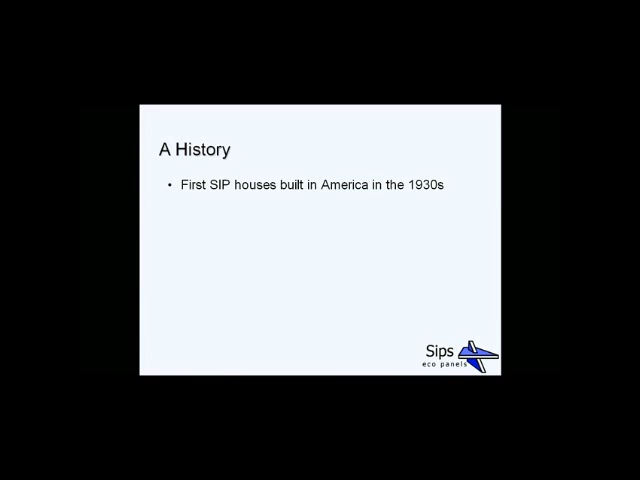 A History
• First SIP houses built in America in the 1930s
Sips
eco panels